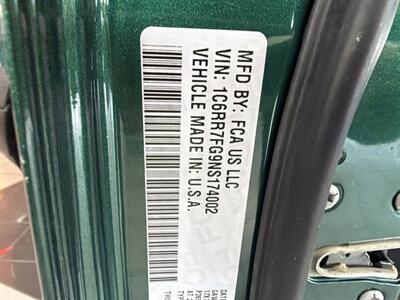 MFD BY: FCA US LLC
VIN: 1C6RR7FG9NS174002
VEHICLE MADE IN: U.S.A.